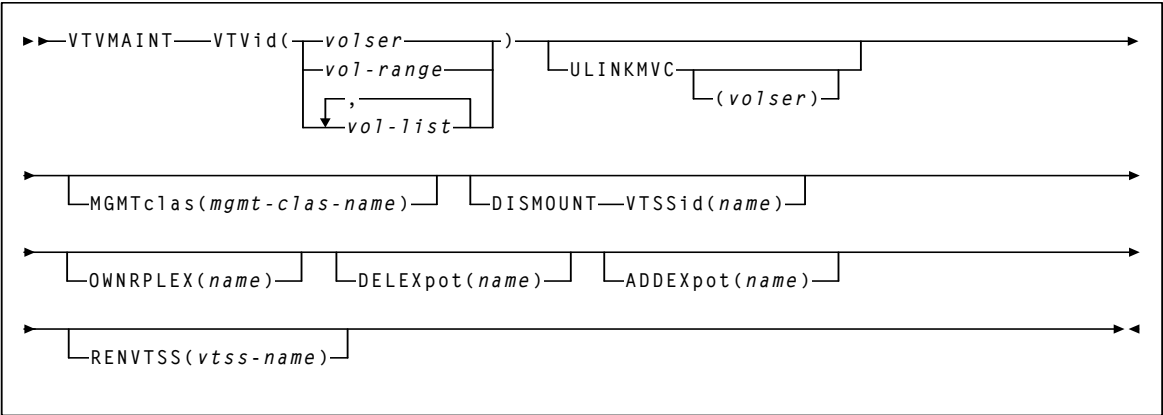 VTVMAINT VTVid( volser )
vol-range
,
vol-list
ULINKMVC
(volser)
MGMTclas(mgmt-clas-name) DISMOUNT VTSSid(name)
OWNRPLEX(name) DELEXpot(name) ADDEXpot(name)
RENVTSS(vtss-name)